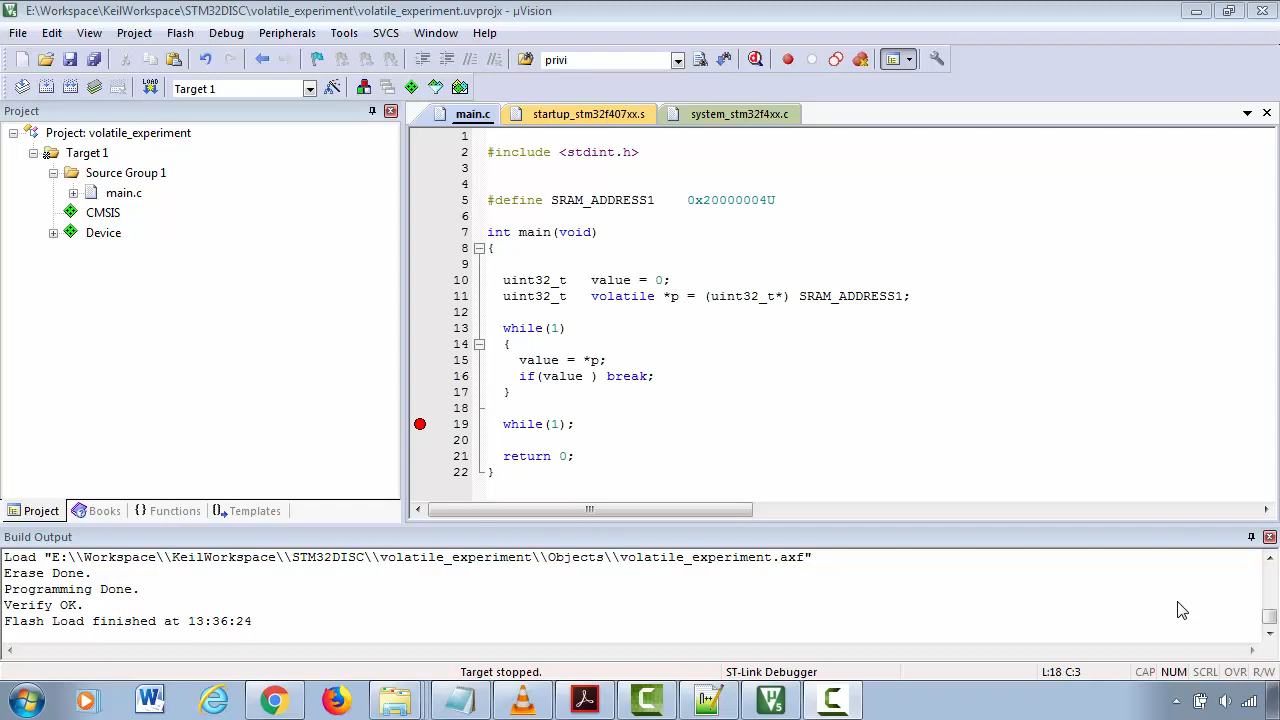 E:\Workspace\KeilWorkspace\STM32DISC\volatile_experiment\volatile_experiment.uvprojx - µVision
File Edit View Project Flash Debug Peripherals Tools SVCS Window Help
privi
LOAD Target 1
Project
main.c startup_stm32f407xx.s system_stm32f4xx.c
Project: volatile_experiment
Target 1
Source Group 1
main.c
CMSIS
Device
1
2 #include <stdint.h>
3
4
5 #define SRAM_ADDRESS1 0x20000004U
6
7 int main(void)
8 {
9
10 uint32_t value = 0;
11 uint32_t volatile *p = (uint32_t*) SRAM_ADDRESS1;
12
13 while(1)
14 {
15 value = *p;
16 if(value ) break;
17 }
18
19 while(1);
20
21 return 0;
22 }
Project Books {} Functions Templates
Build Output
Load "E:\\Workspace\\KeilWorkspace\\STM32DISC\\volatile_experiment\\Objects\\volatile_experiment.axf"
Erase Done.
Programming Done.
Verify OK.
Flash Load finished at 13:36:24
Target stopped. ST-Link Debugger L:18 C:3 CAP NUM SCRL OVR R/W